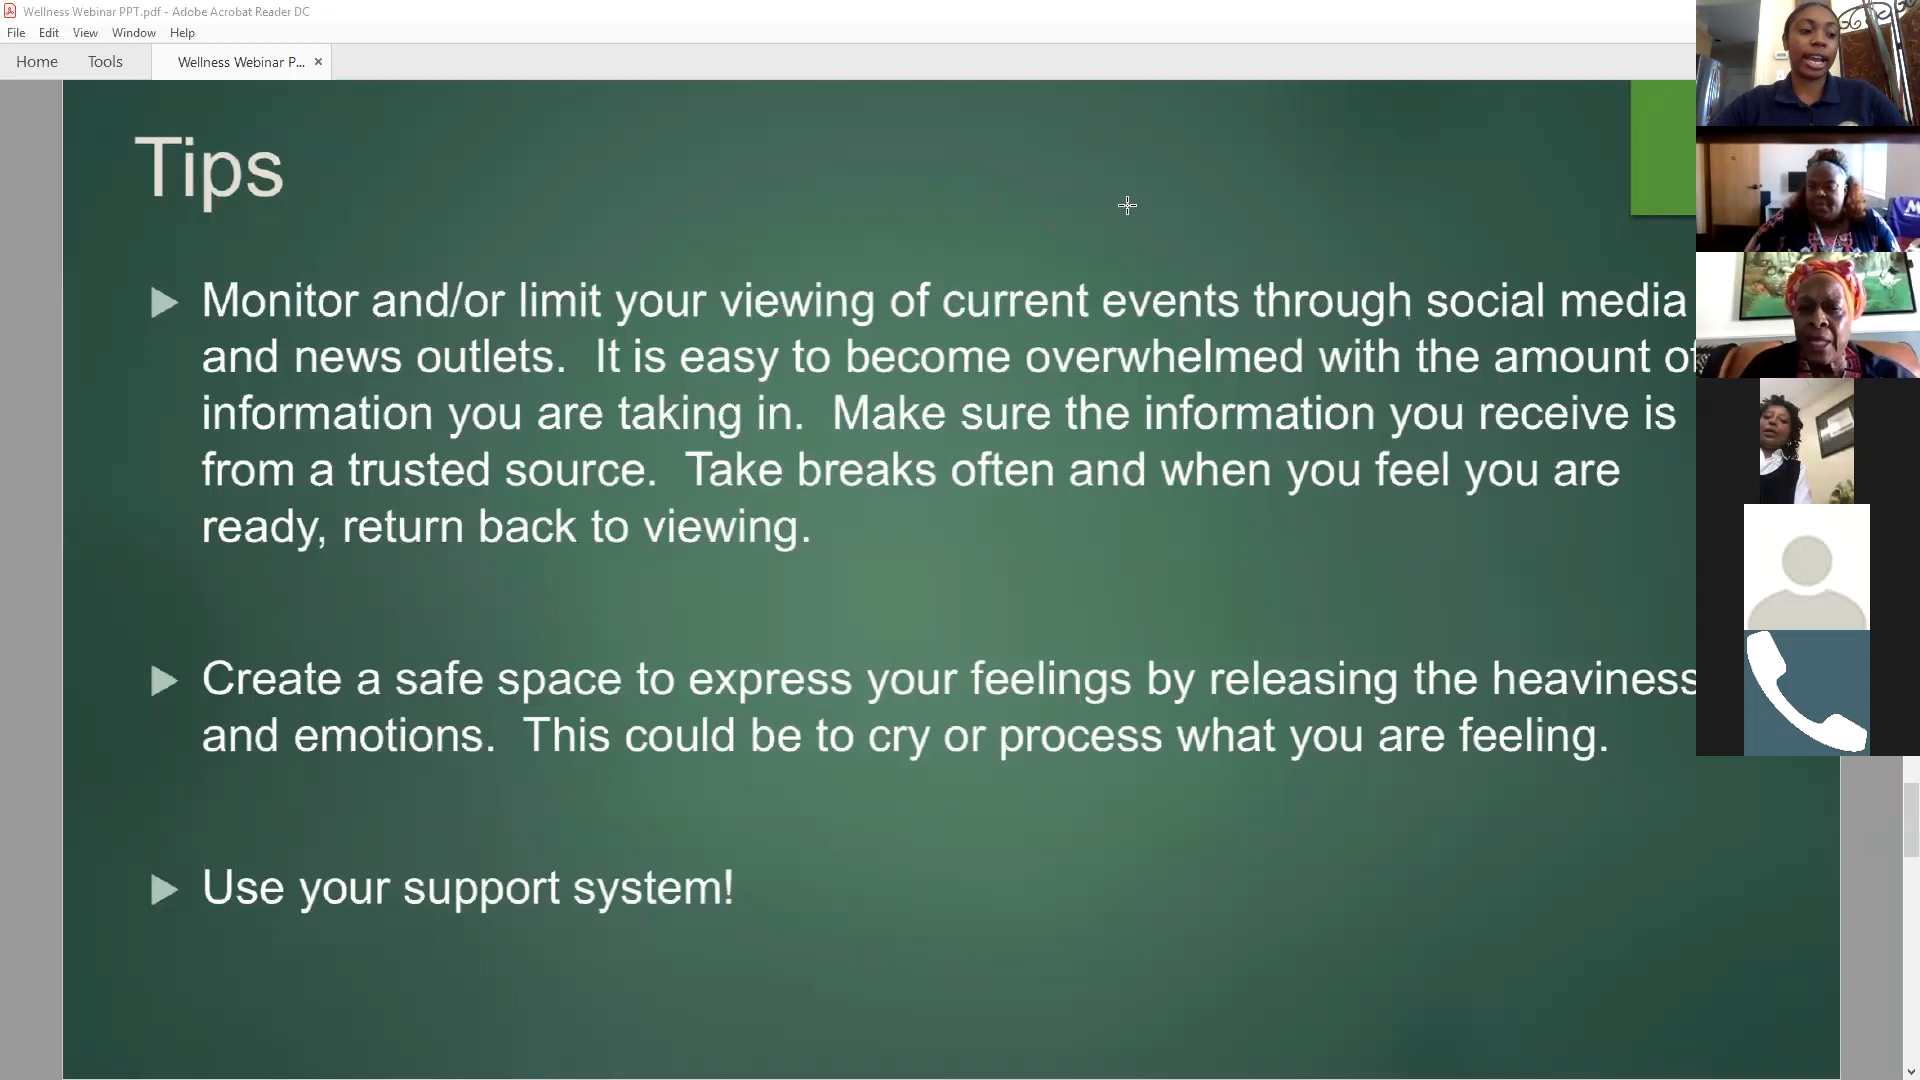 Wellness Webinar PPT.pdf - Adobe Acrobat Reader DC
File Edit View Window Help
Home Tools Wellness Webinar P... ×
Tips
Monitor and/or limit your viewing of current events through social media
and news outlets.  It is easy to become overwhelmed with the amount of
information you are taking in.  Make sure the information you receive is
from a trusted source.  Take breaks often and when you feel you are
ready, return back to viewing.
Create a safe space to express your feelings by releasing the heaviness
and emotions.  This could be to cry or process what you are feeling.
Use your support system!